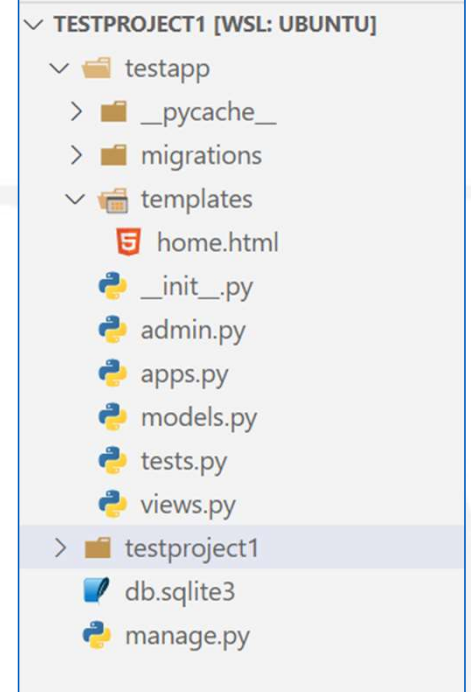 TESTPROJECT1 [WSL: UBUNTU]
testapp
__pycache__
migrations
templates
home.html
__init__.py
admin.py
apps.py
models.py
tests.py
views.py
testproject1
db.sqlite3
manage.py